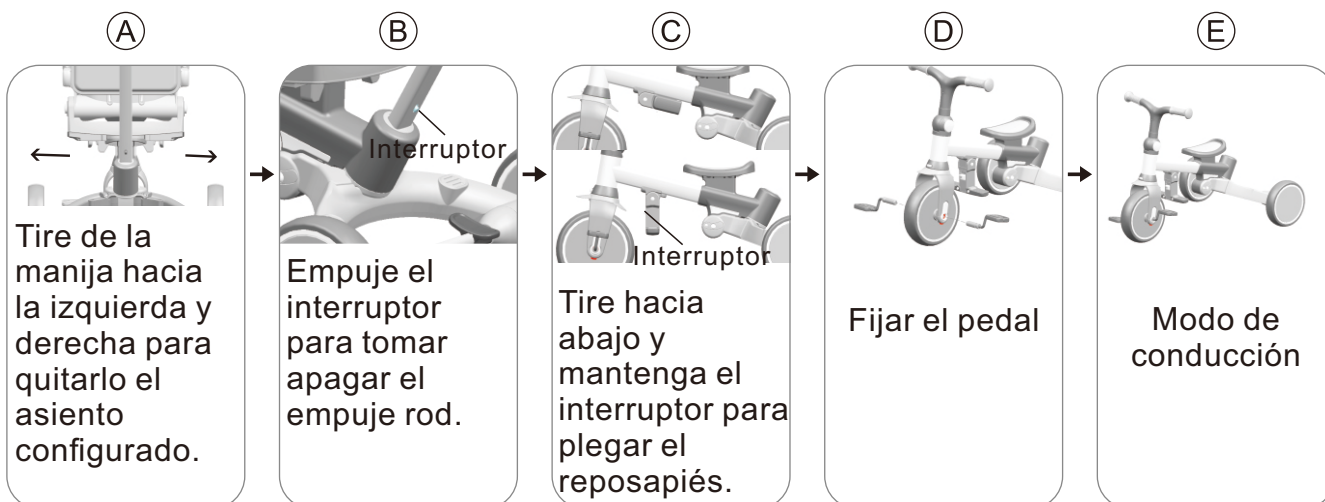 A
B
C
D
E
Interruptor
Interruptor
Tire de la
manija hacia
la izquierda y
derecha para
quitarlo el
asiento
configurado.
Empuje el
interruptor
para tomar
apagar el
empuje rod.
Tire hacia
abajo y
mantenga el
interruptor para
plegar el
reposapiés.
Fijar el pedal
Modo de
conducción